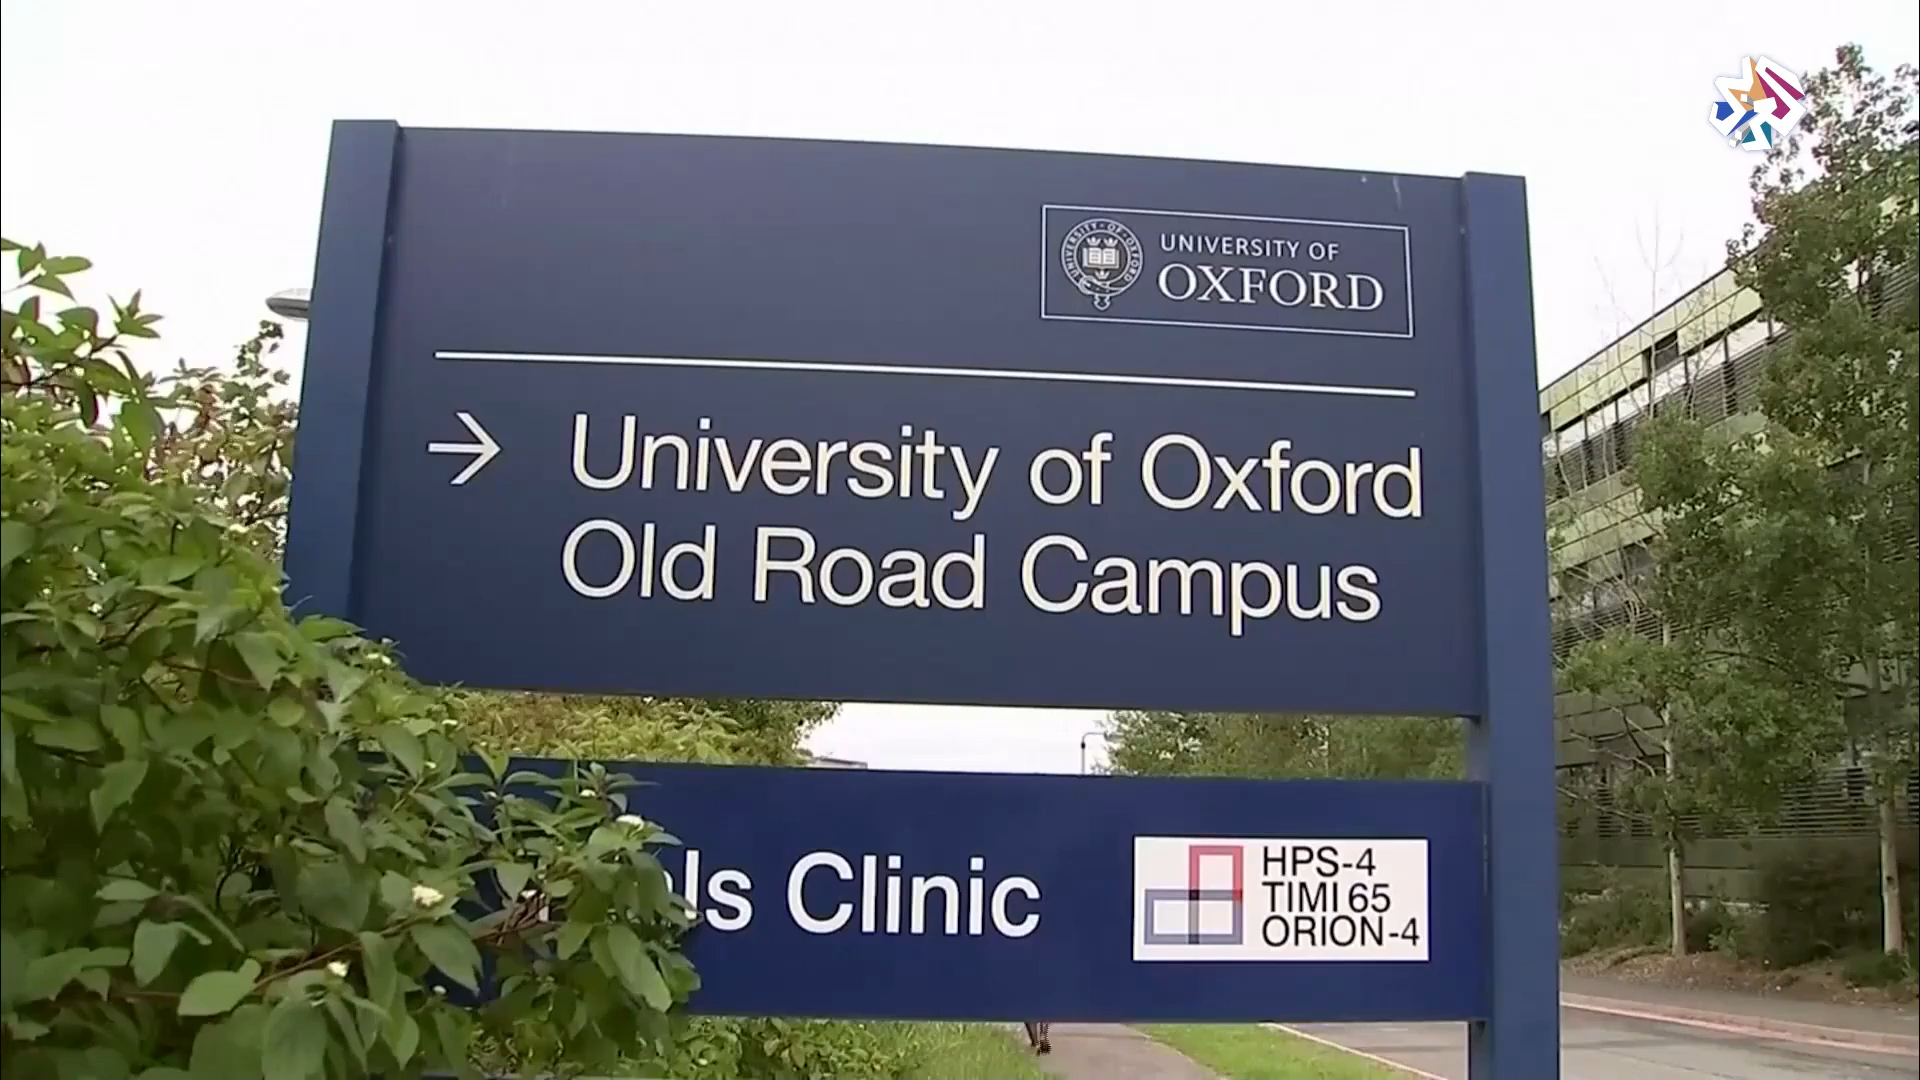 UNIVERSITY OF
OXFORD
→ University of Oxford
Old Road Campus
Clinic
HPS-4
TIMI 65
ORION-4